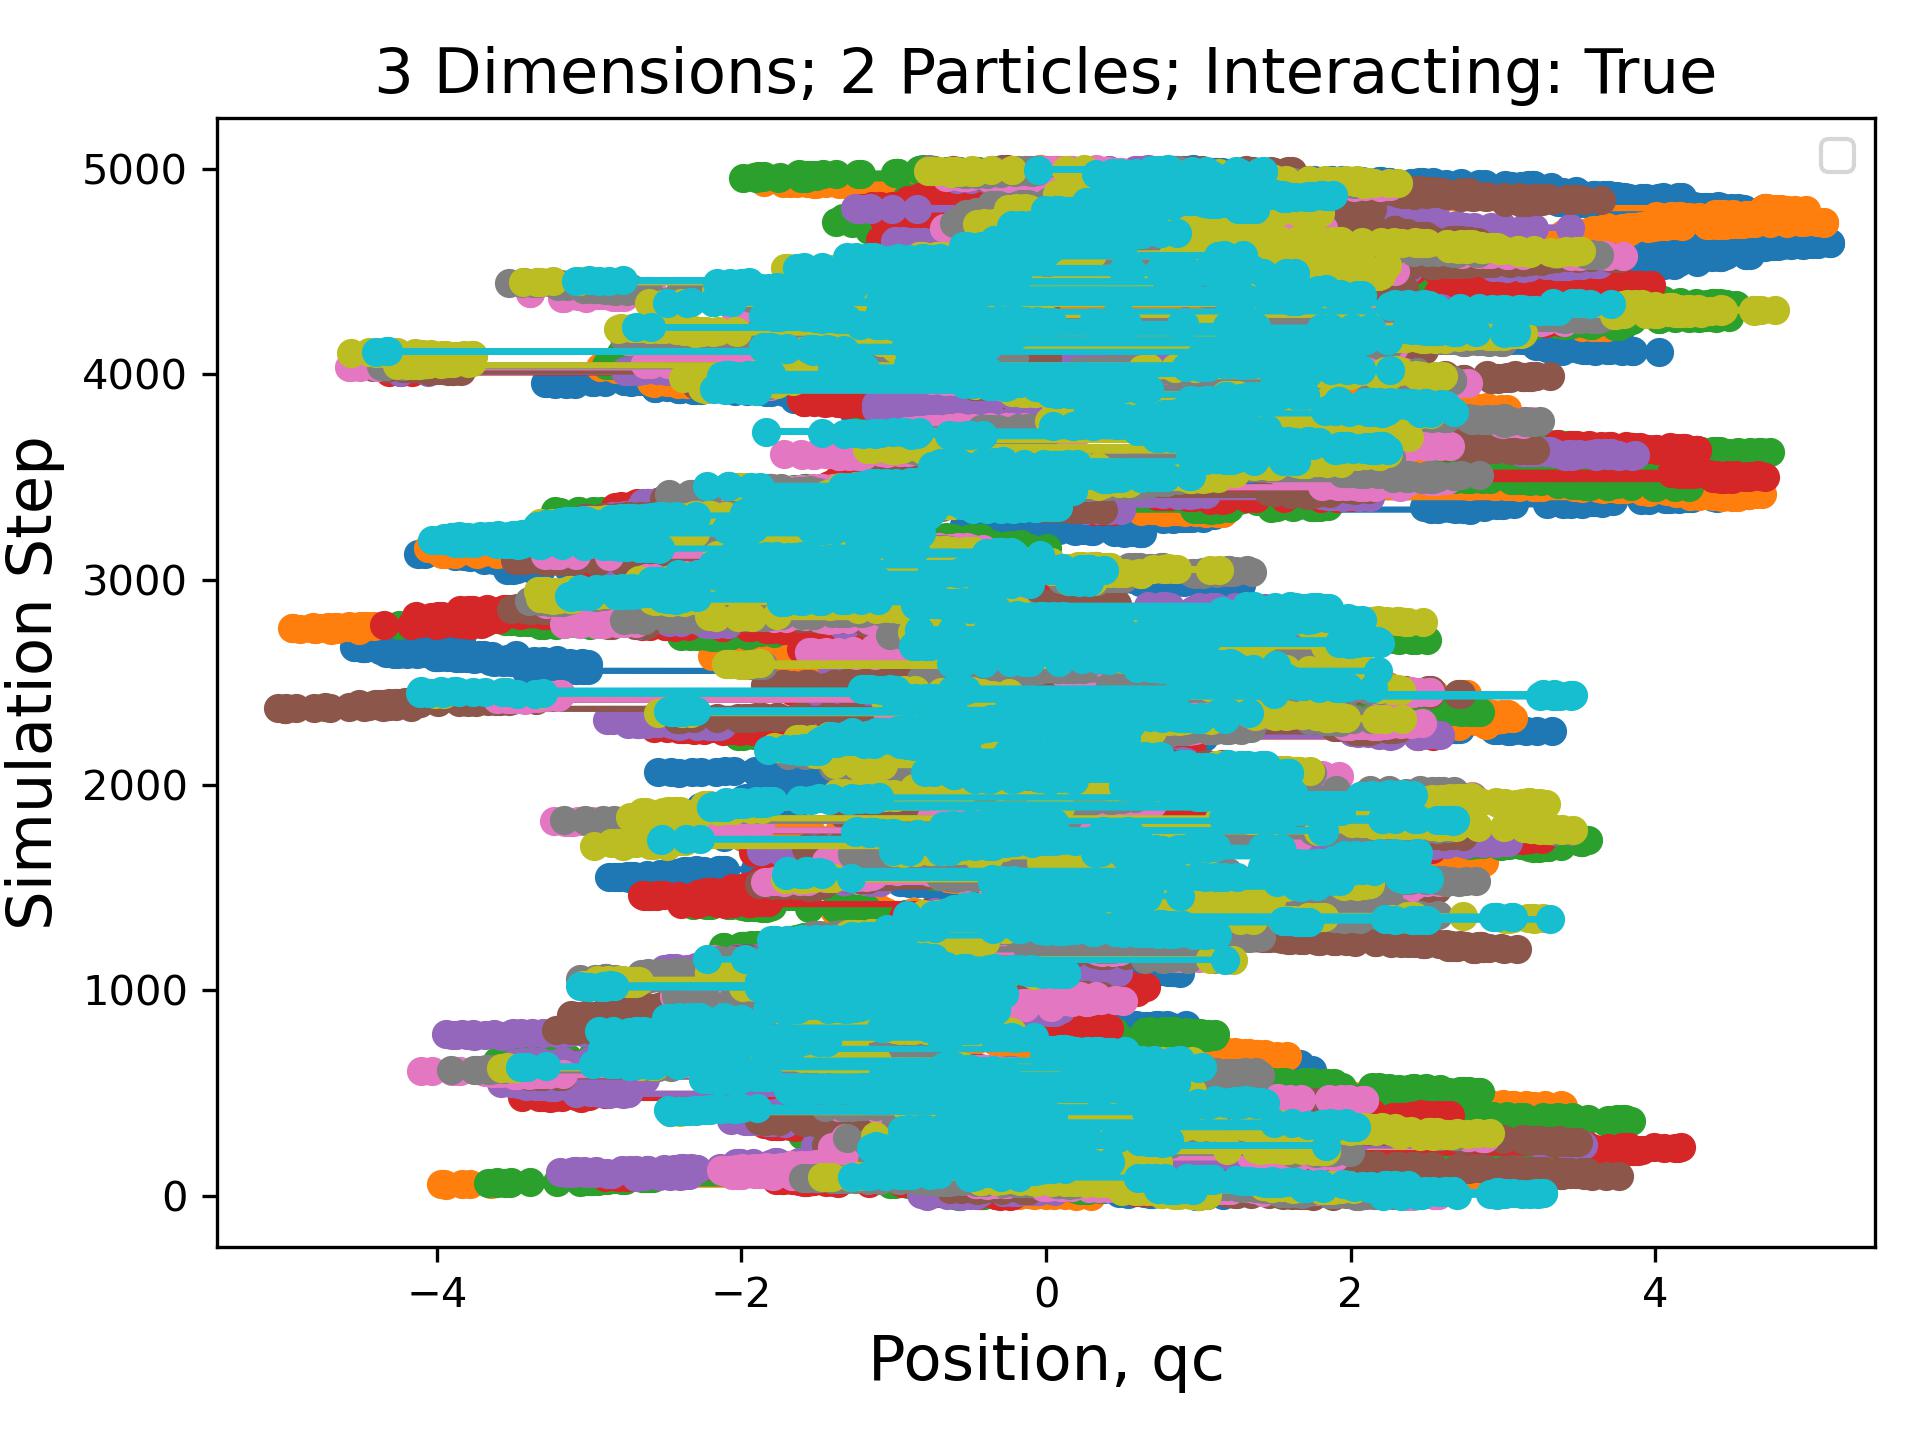 3 Dimensions; 2 Particles; Interacting: True
Simulation Step
5000
4000
3000
2000
1000
0
−4 −2 0 2 4
Position, qc